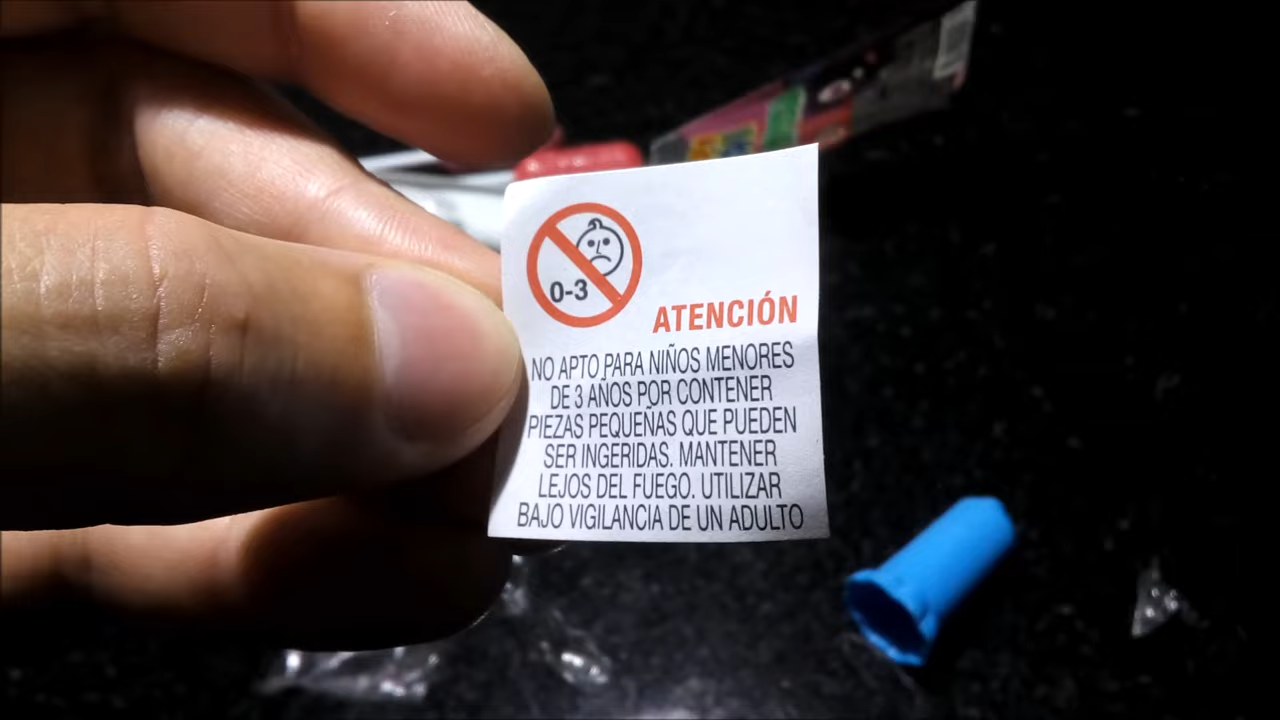 0-3
ATENCIÓN
NO APTO PARA NIÑOS MENORES
DE 3 AÑOS POR CONTENER
PIEZAS PEQUEÑAS QUE PUEDEN
SER INGERIDAS. MANTENER
LEJOS DEL FUEGO. UTILIZAR
BAJO VIGILANCIA DE UN ADULTO